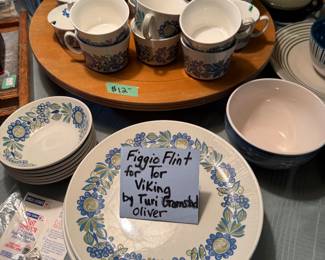 $12-
Figgio Flint
for Tor
Viking
by Turi Gramstad
Oliver